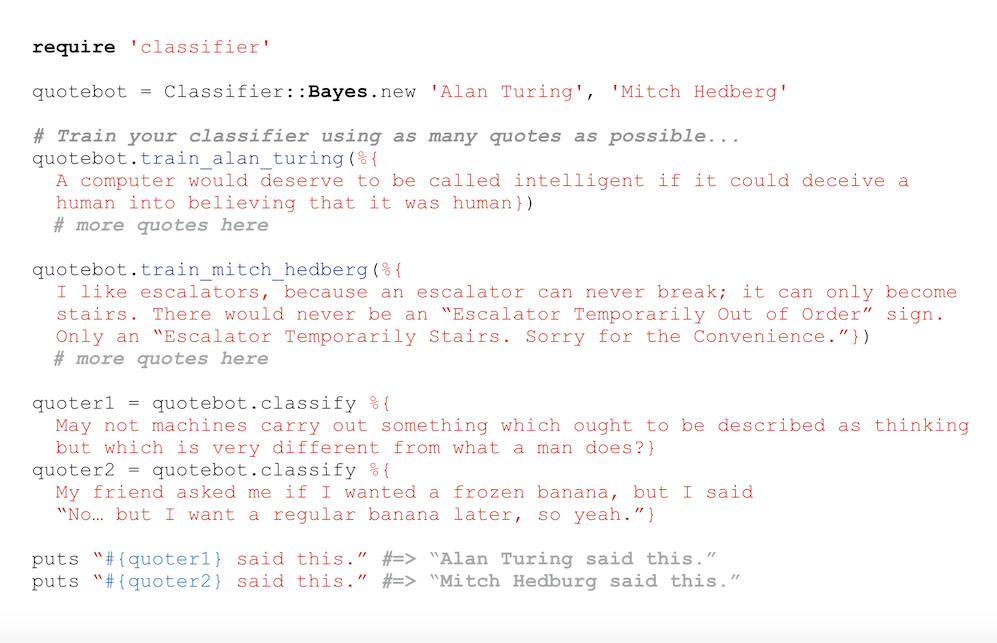 require 'classifier'
quotebot = Classifier::Bayes.new 'Alan Turing', 'Mitch Hedberg'
# Train your classifier using as many quotes as possible...
quotebot.train_alan_turing(%{
A computer would deserve to be called intelligent if it could deceive a
human into believing that it was human})
# more quotes here
quotebot.train_mitch_hedberg(%{
I like escalators, because an escalator can never break; it can only become
stairs. There would never be an “Escalator Temporarily Out of Order” sign.
Only an “Escalator Temporarily Stairs. Sorry for the Convenience.”})
# more quotes here
quoter1 = quotebot.classify %{
May not machines carry out something which ought to be described as thinking
but which is very different from what a man does?}
quoter2 = quotebot.classify %{
My friend asked me if I wanted a frozen banana, but I said
“No… but I want a regular banana later, so yeah.”}
puts “#{quoter1} said this.” #=> “Alan Turing said this.”
puts “#{quoter2} said this.” #=> “Mitch Hedburg said this.”